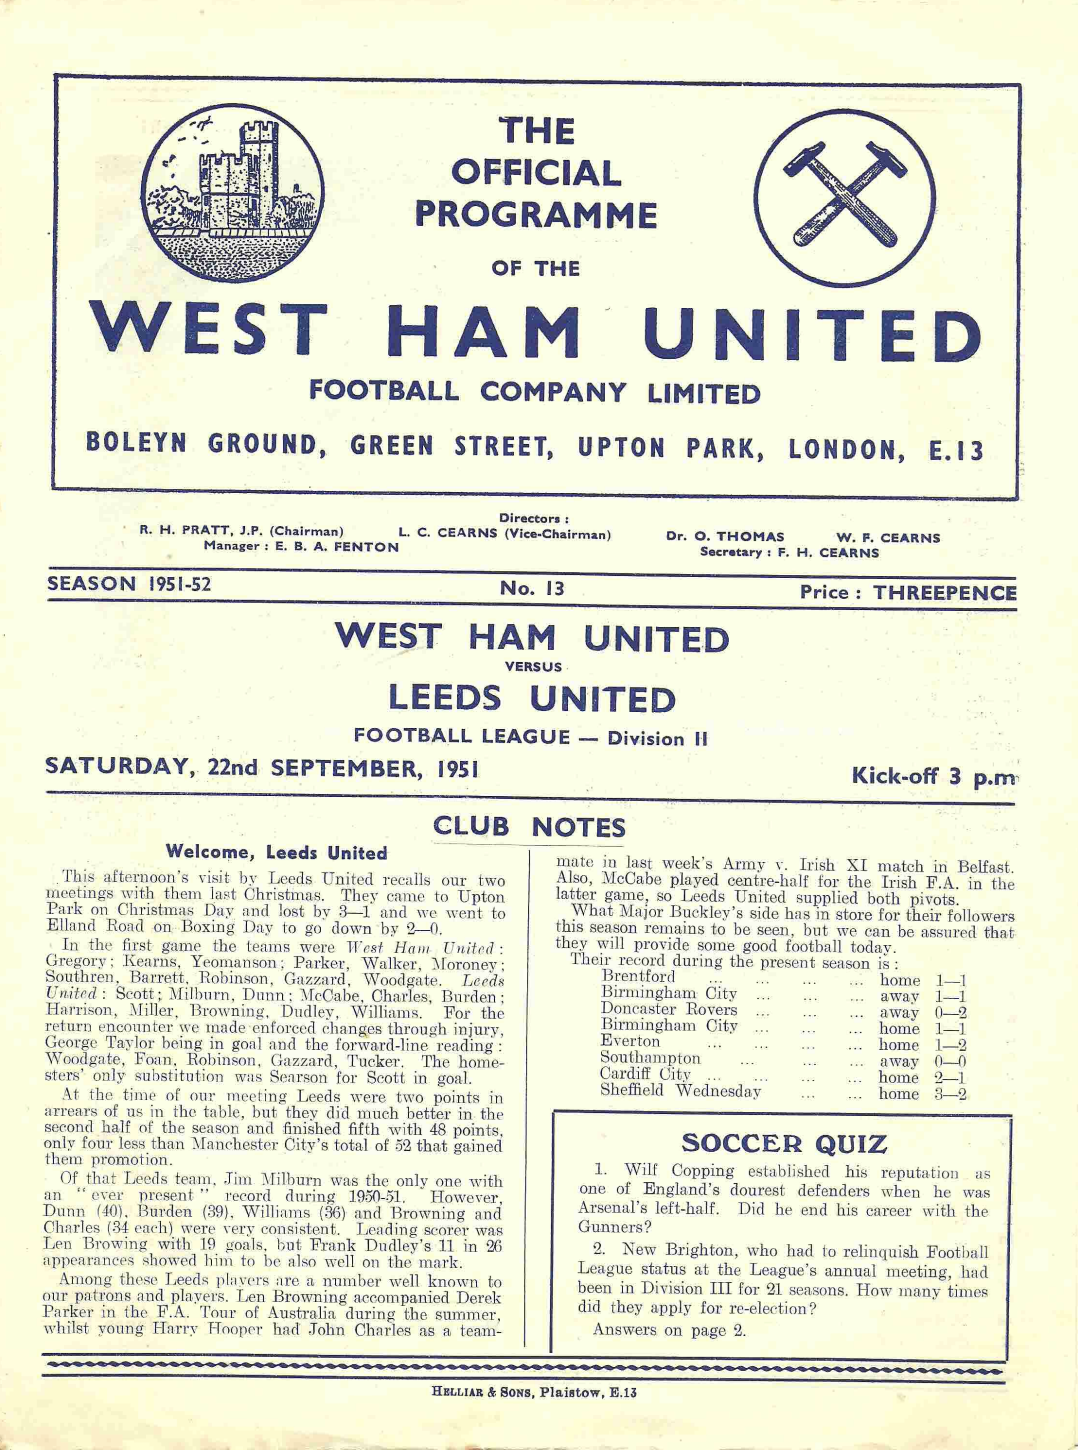 THE
OFFICIAL
PROGRAMME
OF THE
WEST HAM UNITED
FOOTBALL COMPANY LIMITED
BOLEYN GROUND, GREEN STREET, UPTON PARK, LONDON, E.13
Directors :
R. H. PRATT, J.P. (Chairman) L. C. CEARNS (Vice-Chairman) Dr. O. THOMAS W. F. CEARNS
Manager : E. B. A. FENTON Secretary : F. H. CEARNS
SEASON 1951-52 No. 13 Price : THREEPENCE
WEST HAM UNITED
VERSUS
LEEDS UNITED
FOOTBALL LEAGUE — Division II
SATURDAY, 22nd SEPTEMBER, 1951 Kick-off 3 p.m
CLUB NOTES
Welcome, Leeds United
This afternoon's visit by Leeds United recalls our two
meetings with them last Christmas. They came to Upton
Park on Christmas Day and lost by 3—1 and we went to
Elland Road on Boxing Day to go down by 2—0.
In the first game the teams were West Ham United :
Gregory; Kearns, Yeomanson; Parker, Walker, Moroney;
Southren, Barrett, Robinson, Gazzard, Woodgate. Leeds
United : Scott; Milburn, Dunn; McCabe, Charles, Burden;
Harrison, Miller, Browning, Dudley, Williams. For the
return encounter we made enforced changes through injury,
George Taylor being in goal and the forward-line reading :
Woodgate, Foan, Robinson, Gazzard, Tucker. The home-
sters' only substitution was Searson for Scott in goal.
At the time of our meeting Leeds were two points in
arrears of us in the table, but they did much better in the
second half of the season and finished fifth with 48 points,
only four less than Manchester City's total of 52 that gained
them promotion.
Of that Leeds team, Jim Milburn was the only one with
an "ever present" record during 1950-51. However,
Dunn (40), Burden (39), Williams (36) and Browning and
Charles (34 each) were very consistent. Leading scorer was
Len Browing with 19 goals, but Frank Dudley's 11 in 26
appearances showed him to be also well on the mark.
Among these Leeds players are a number well known to
our patrons and players. Len Browning accompanied Derek
Parker in the F.A. Tour of Australia during the summer,
whilst young Harry Hooper had John Charles as a team-
mate in last week's Army v. Irish XI match in Belfast.
Also, McCabe played centre-half for the Irish F.A. in the
latter game, so Leeds United supplied both pivots.
What Major Buckley's side has in store for their followers
this season remains to be seen, but we can be assured that
they will provide some good football today.
Their record during the present season is :
Brentford ... ... ... ... home 1—1
Birmingham City ... ... ... away 1—1
Doncaster Rovers ... ... ... away 0—2
Birmingham City ... ... ... home 1—1
Everton ... ... ... home 1—2
Southampton ... ... ... away 0—0
Cardiff City ... ... ... ... home 2—1
Sheffield Wednesday ... ... home 3—2
SOCCER QUIZ
1. Wilf Copping established his reputation as
one of England's dourest defenders when he was
Arsenal's left-half. Did he end his career with the
Gunners?
2. New Brighton, who had to relinquish Football
League status at the League's annual meeting, had
been in Division III for 21 seasons. How many times
did they apply for re-election?
Answers on page 2.
HELLIAR & SONS, Plaistow, E.13